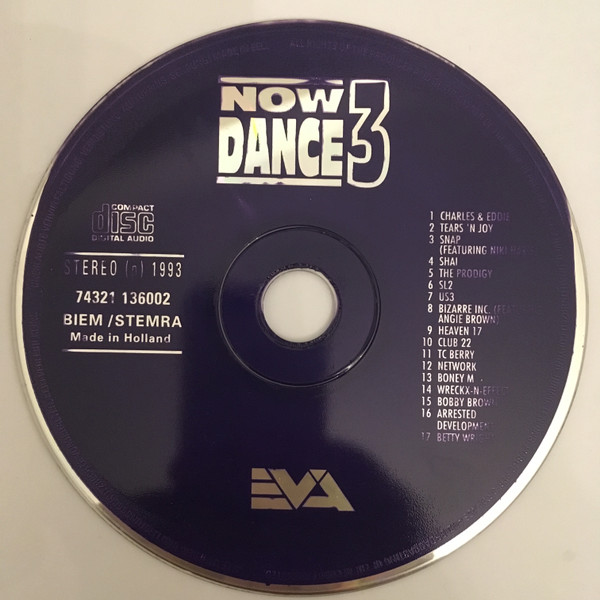 NOW
DANCE 3
COMPACT
disc
DIGITAL AUDIO
STEREO (n) 1993
74321 136002
BIEM /STEMRA
Made in Holland
1 CHARLES & EDDIE
2 TEARS 'N JOY
3 SNAP
(FEATURING NIKI
4 SHAI
5 THE PRODIGY
6 SL2
7 US3
8 BIZARRE INC.
ANGIE BROWN)
9 HEAVEN 17
10 CLUB 22
11 TC BERRY
12 NETWORK
13 BONEY M.
14 WRECKX-N-EFFECT
15 BOBBY BROWN
16 ARRESTED
DEVELOPMENT
17 BETTY
EVA